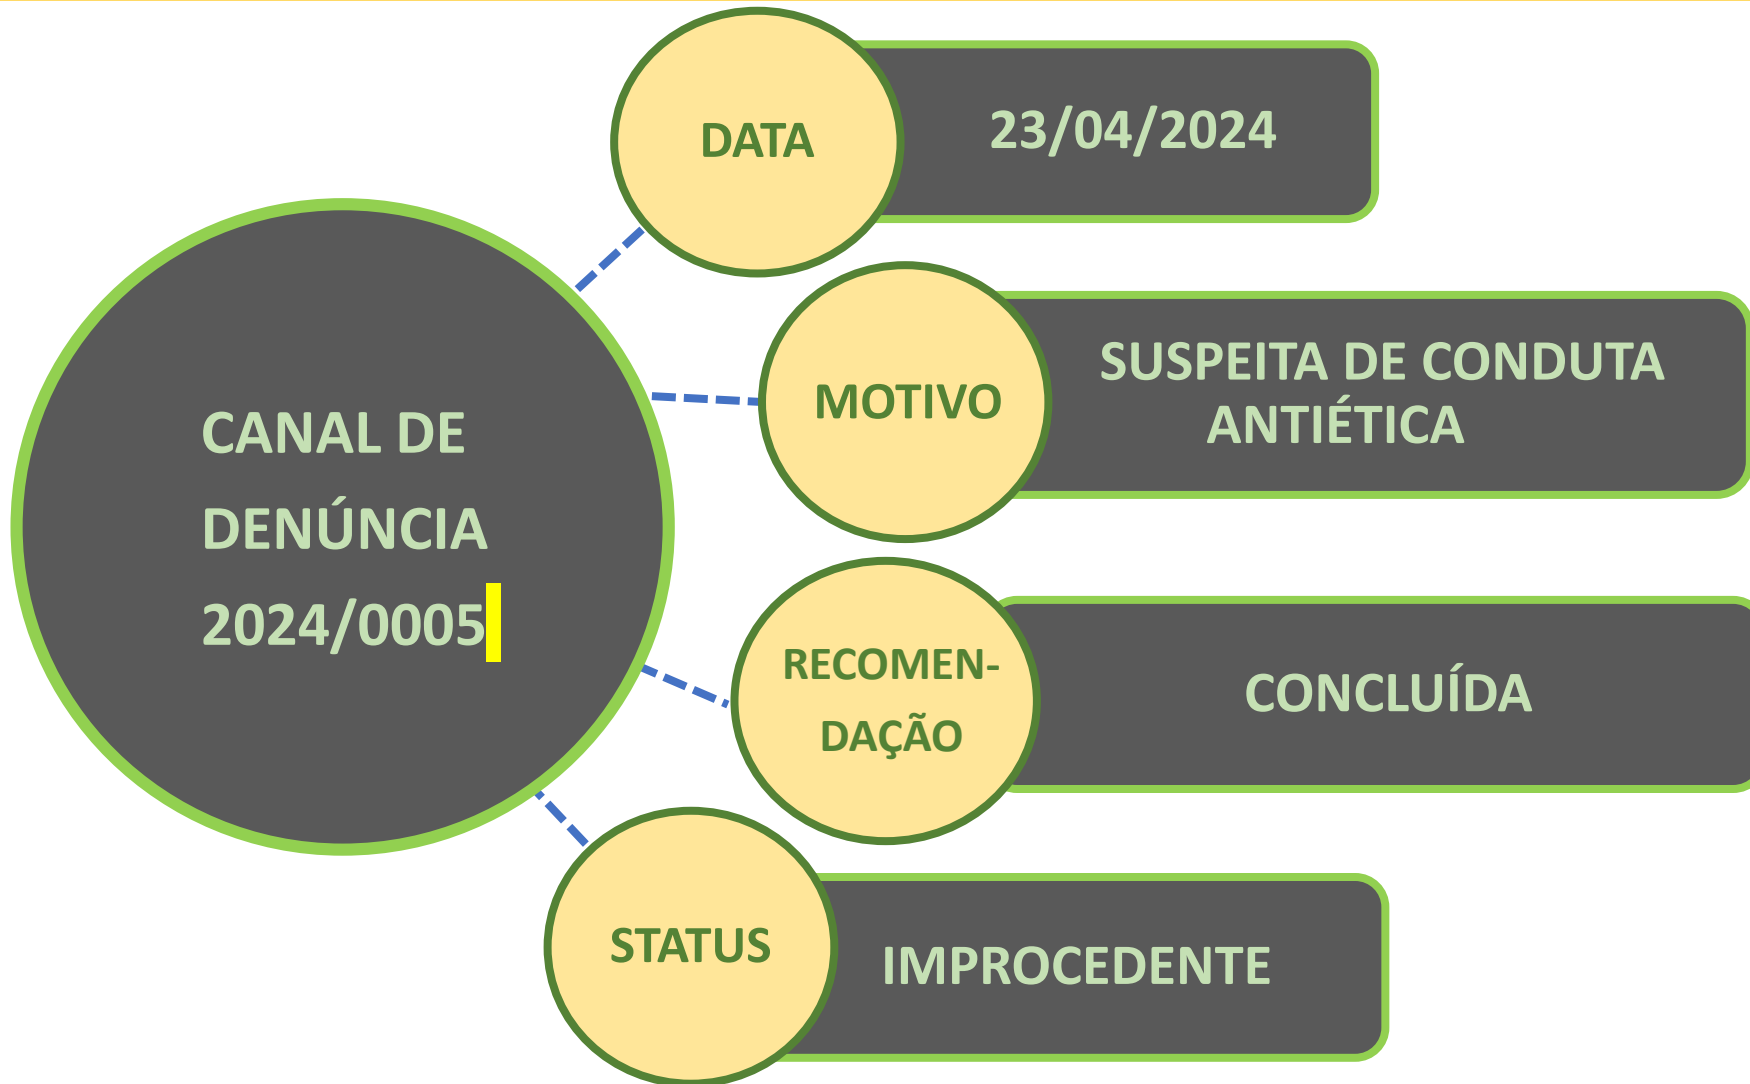 CANAL DE
DENÚNCIA
2024/0005
DATA
23/04/2024
MOTIVO
SUSPEITA DE CONDUTA
ANTIÉTICA
RECOMEN-
DAÇÃO
CONCLUÍDA
STATUS
IMPROCEDENTE